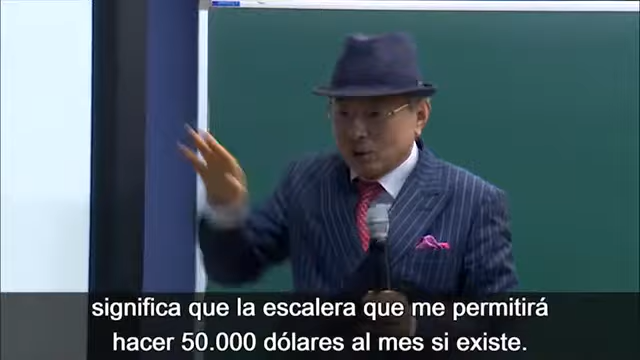 significa que la escalera que me permitirá
hacer 50.000 dólares al mes si existe.